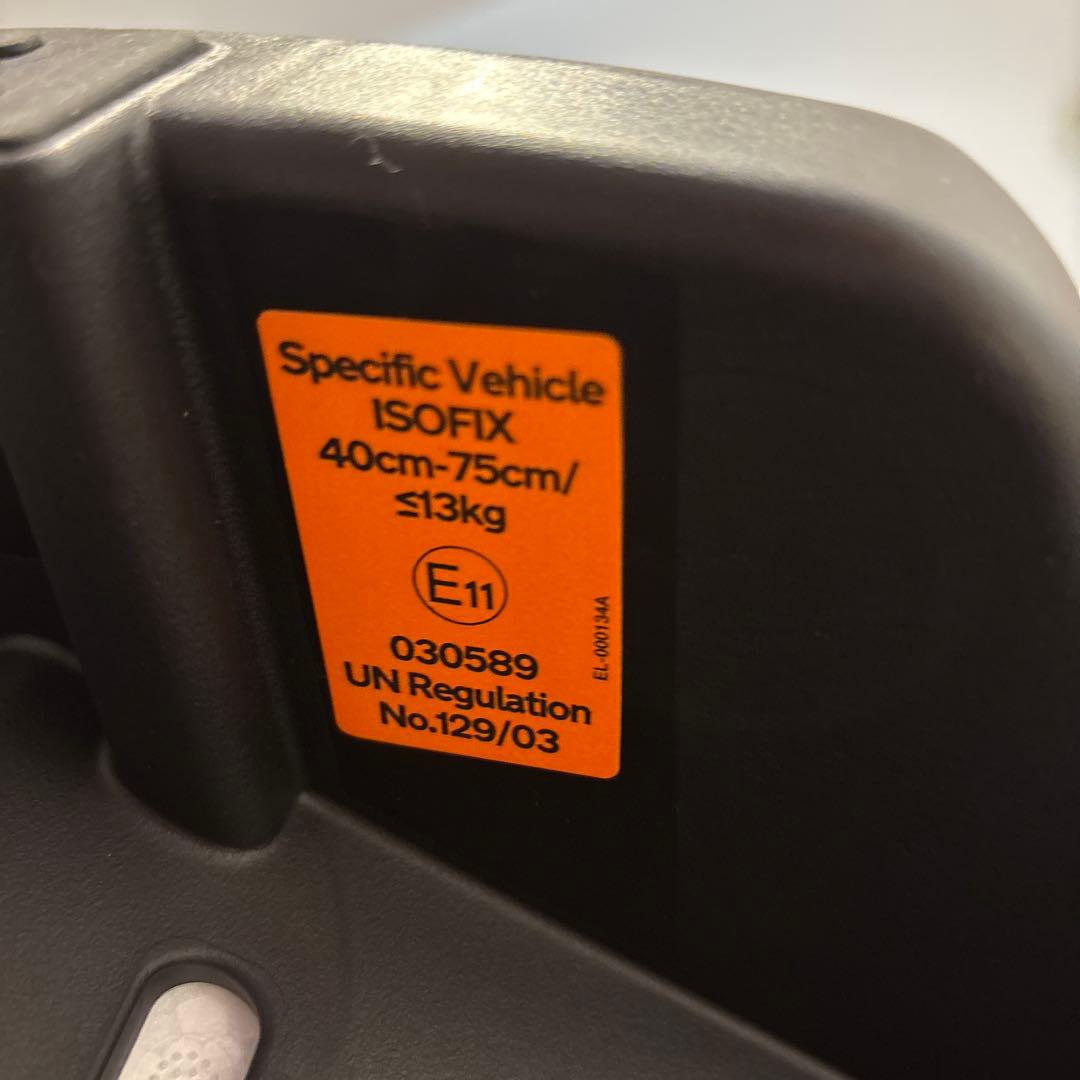 Specific Vehicle
ISOFIX
40cm-75cm/
≤13kg
E11
030589
UN Regulation
No.129/03
EL-000134A